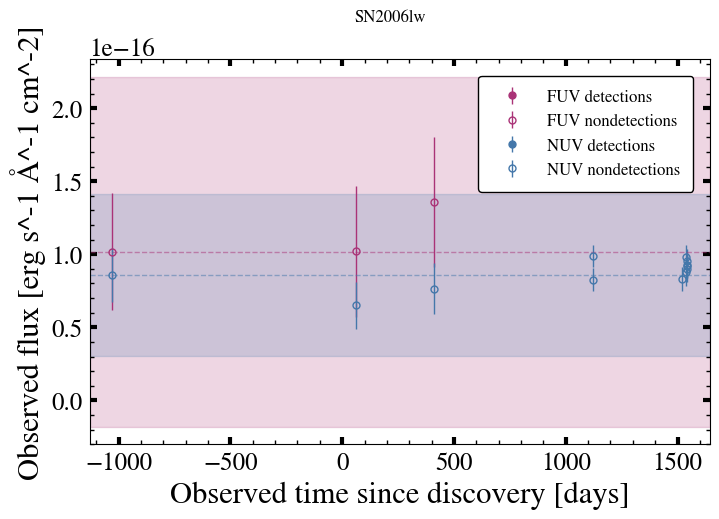 SN2006lw
1e−16
FUV detections
FUV nondetections
NUV detections
NUV nondetections
2.0
1.5
1.0
0.5
0.0
Observed flux [erg s^-1 Å^-1 cm^-2]
−1000 −500 0 500 1000 1500
Observed time since discovery [days]